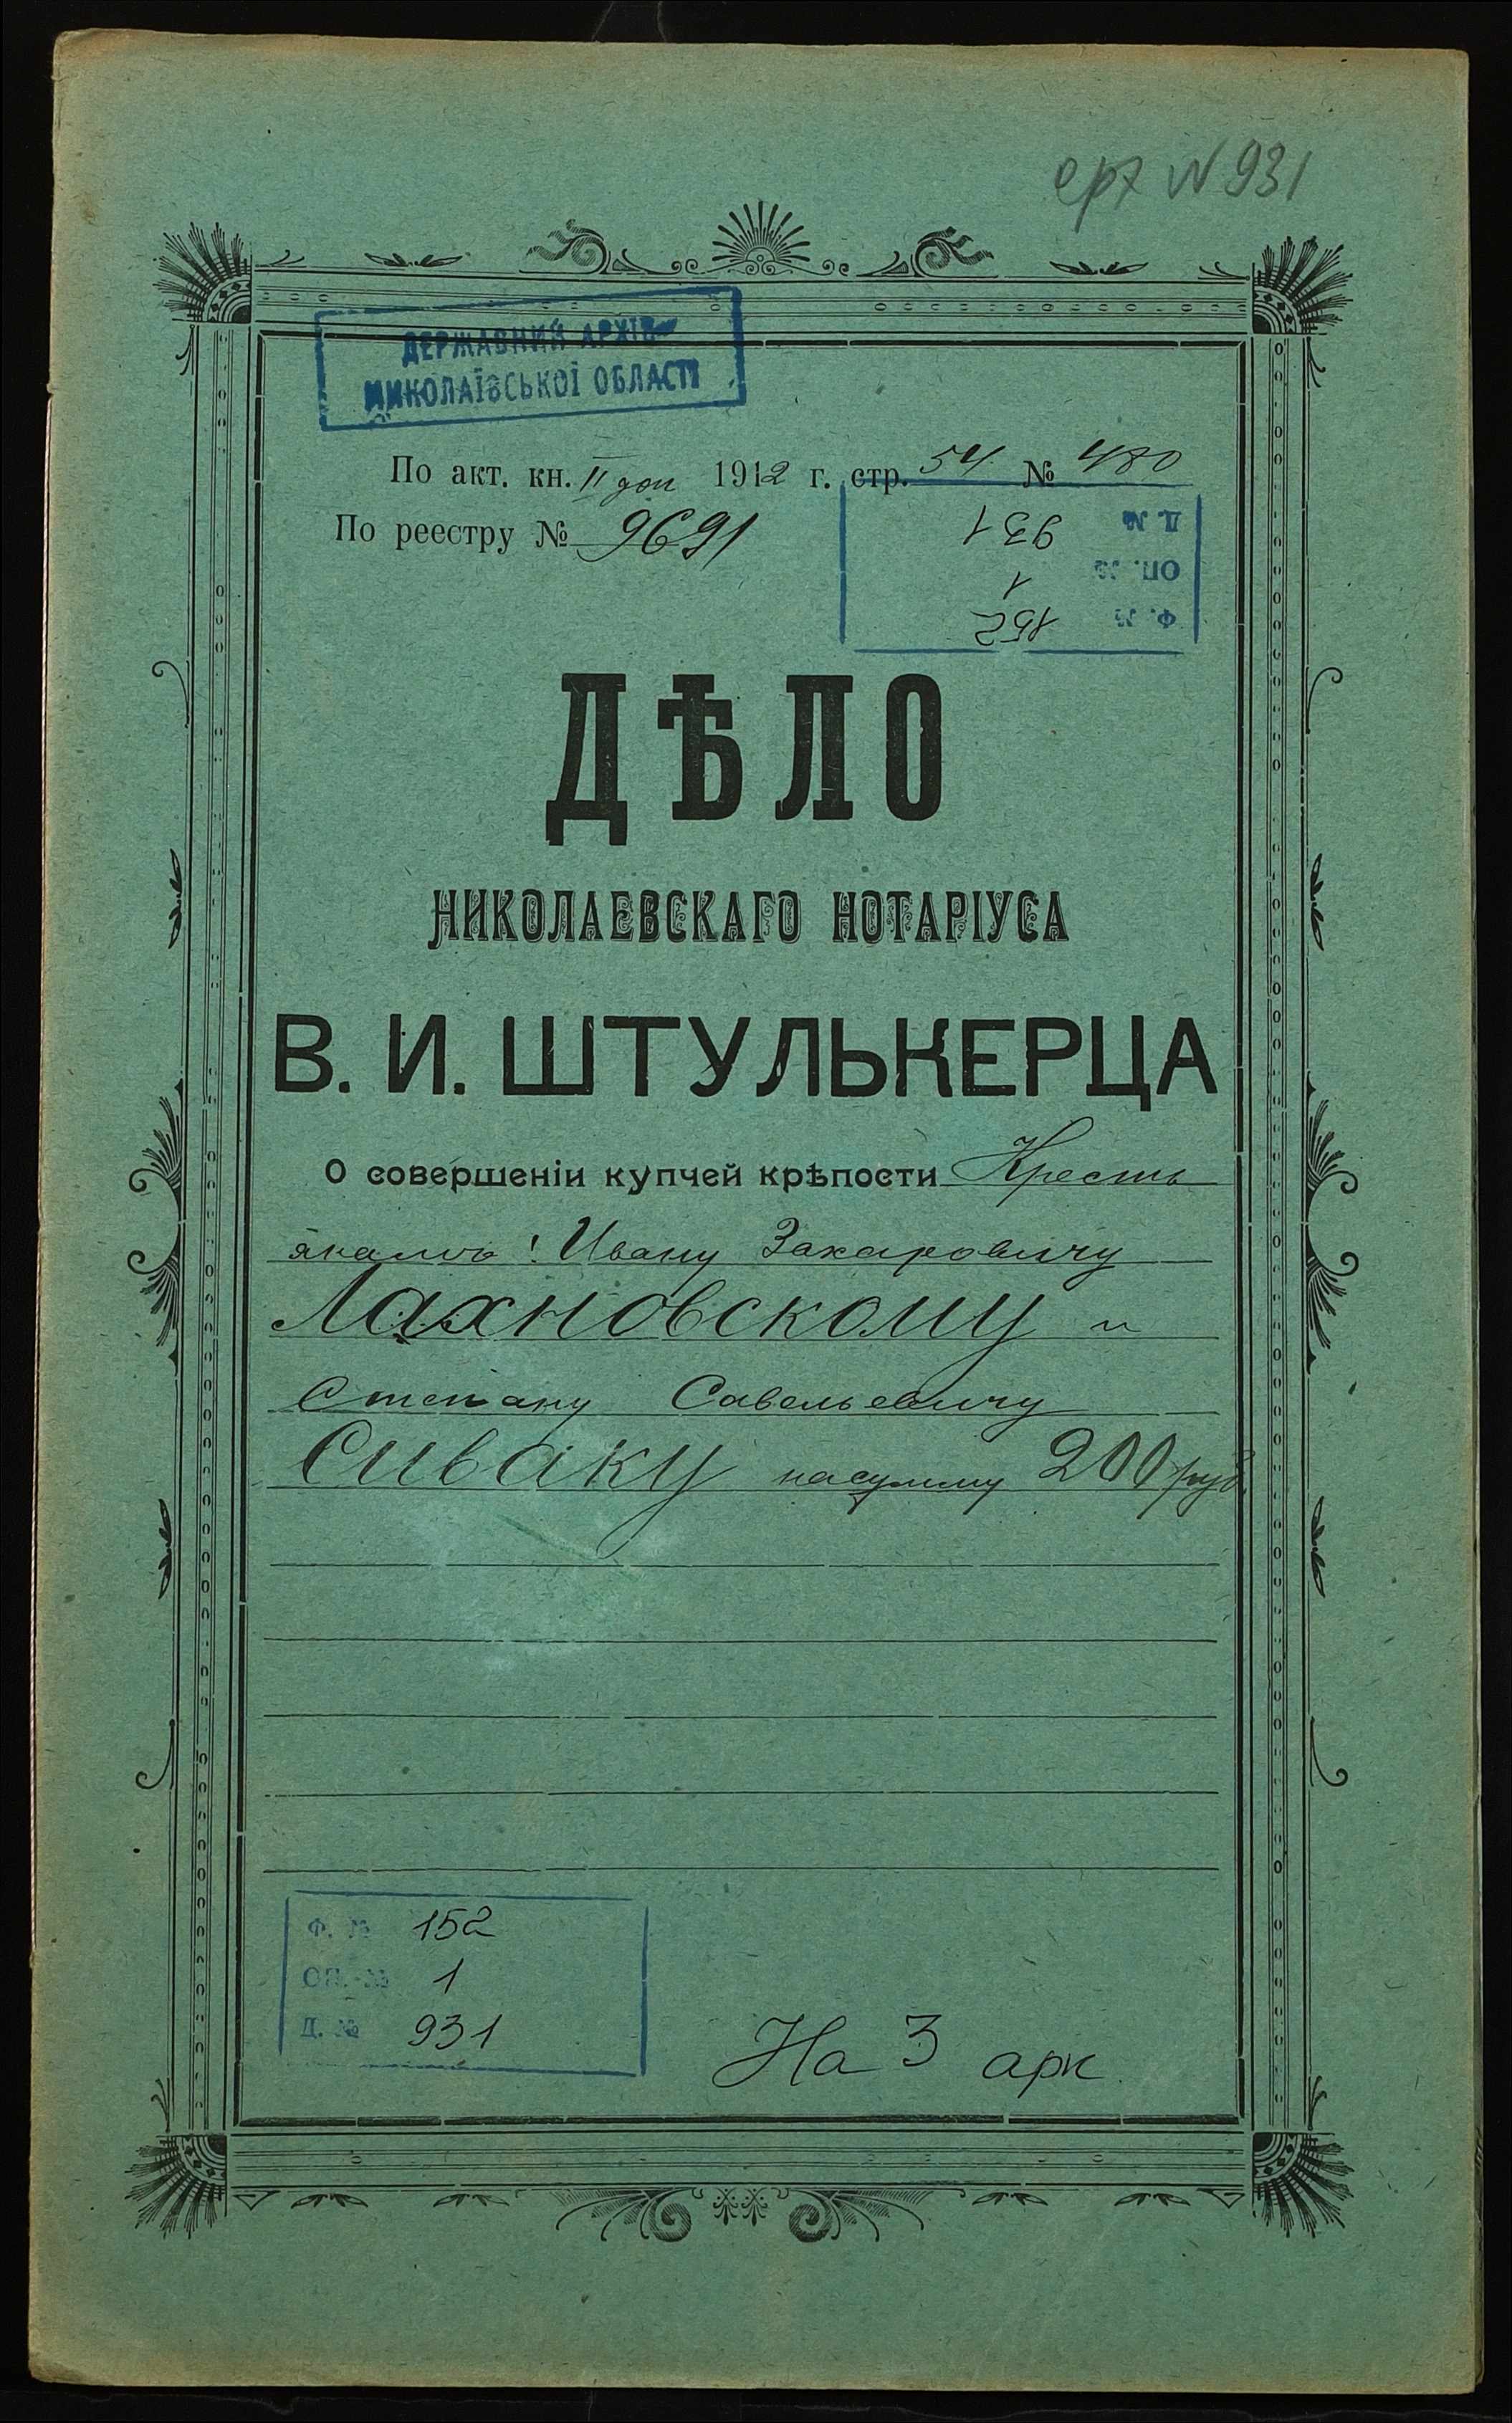 орг N 931
ДЕРЖАВНИЙ АРХІВ
МИКОЛАЇВСЬКОЇ ОБЛАСТІ
По акт. кн. II доп 1912 г. стр. 54 № 480
По реестру № 9691
Ф. № 152
ОП. № 1
Д. № 931
ДѢЛО
НИКОЛАЕВСКАГО НОТАРІУСА
В. И. ШТУЛЬКЕРЦА
О совершеніи купчей крѣпости Кресть
янамъ: Ивану Захаровичу
Лахновскому и
Степану Савельевичу
Сиваку на сумму 200 руб.
Ф. № 152
ОП. № 1
Д. № 931
На 3 арк.